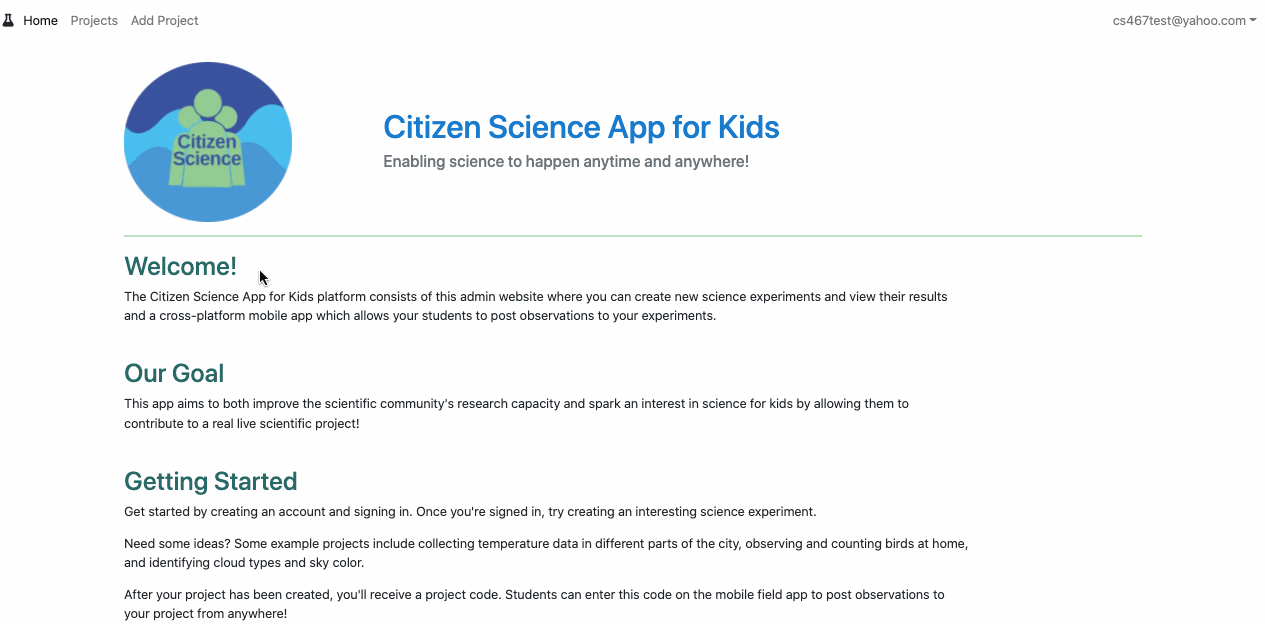 Home Projects Add Project cs467test@yahoo.com
Citizen
Science
Citizen Science App for Kids
Enabling science to happen anytime and anywhere!
Welcome!
The Citizen Science App for Kids platform consists of this admin website where you can create new science experiments and view their results
and a cross-platform mobile app which allows your students to post observations to your experiments.
Our Goal
This app aims to both improve the scientific community's research capacity and spark an interest in science for kids by allowing them to
contribute to a real live scientific project!
Getting Started
Get started by creating an account and signing in. Once you're signed in, try creating an interesting science experiment.
Need some ideas? Some example projects include collecting temperature data in different parts of the city, observing and counting birds at home,
and identifying cloud types and sky color.
After your project has been created, you'll receive a project code. Students can enter this code on the mobile field app to post observations to
your project from anywhere!